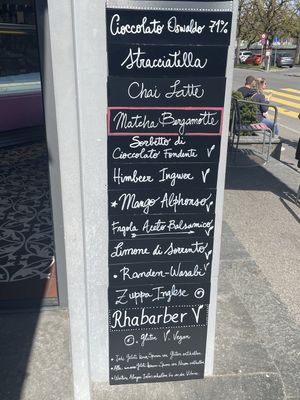 Cioccolato Oswaldo 71%
Stracciatella
Chai Latte
Matcha Bergamotte
Sorbetto di
Cioccolato Fondente V
Himbeer Ingwer V
* Mango Alphonso V
Fragola Aceto Balsamico V
Limone di Sorrento V
* Randen-Wasabi V
Zuppa Inglese G
Rhabarber V
G. Gluten V. Vegan